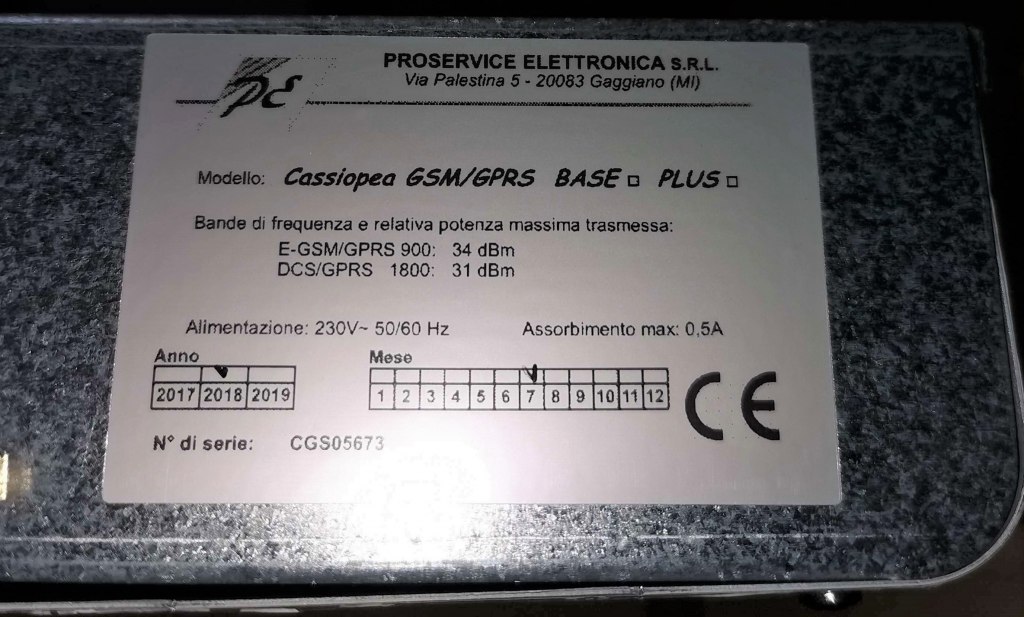 PE
PROSERVICE ELETTRONICA S.R.L.
Via Palestina 5 - 20083 Gaggiano (MI)
Modello: Cassiopea GSM/GPRS BASE □ PLUS □
Bande di frequenza e relativa potenza massima trasmessa:
E-GSM/GPRS 900: 34 dBm
DCS/GPRS 1800: 31 dBm
Alimentazione: 230V~ 50/60 Hz Assorbimento max: 0,5A
Anno Mese
2017 2018 2019 1 2 3 4 5 6 7 8 9 10 11 12
CE
N° di serie: CGS05673